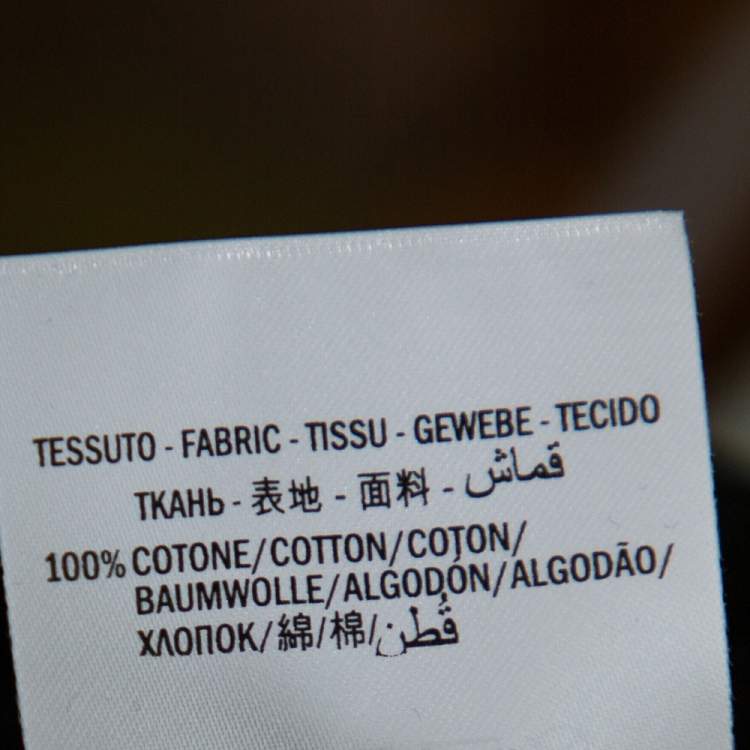 TESSUTO - FABRIC - TISSU - GEWEBE - TECIDO
ТКАНЬ - 表地 - 面料 - قماش
100% COTONE/COTTON/COTON/
BAUMWOLLE/ALGODÓN/ALGODÃO/
ХЛОПОК/綿/棉/قُطن